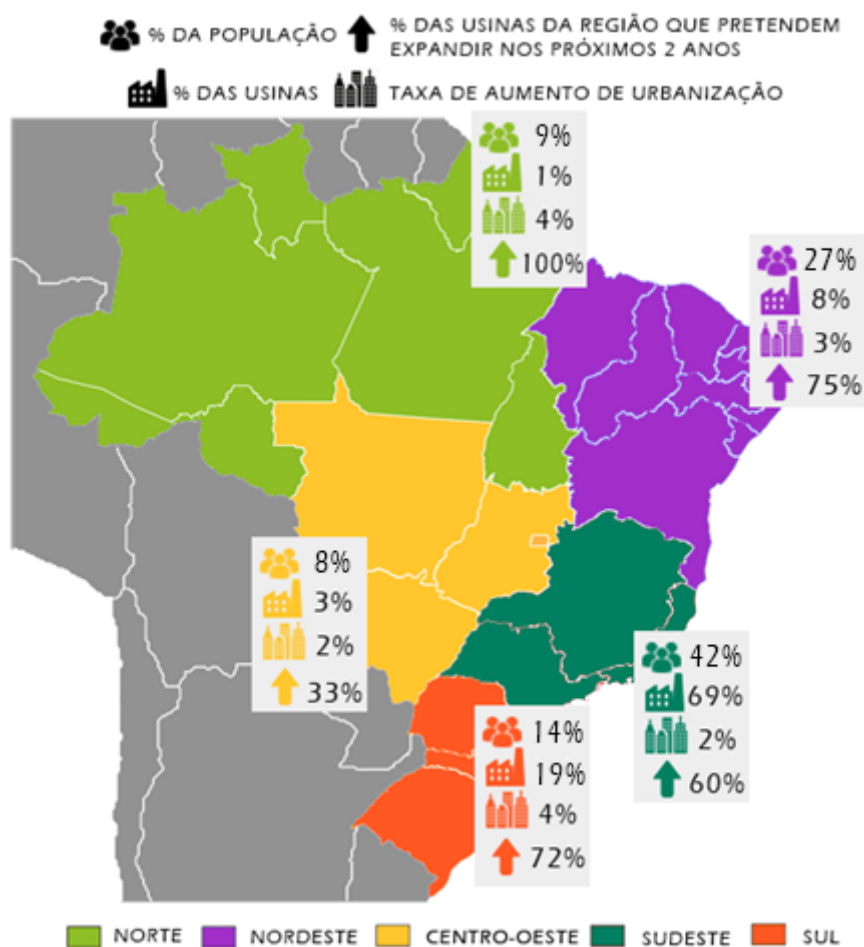 % DA POPULAÇÃO
% DAS USINAS DA REGIÃO QUE PRETENDEM
EXPANDIR NOS PRÓXIMOS 2 ANOS
% DAS USINAS
TAXA DE AUMENTO DE URBANIZAÇÃO
9%
1%
4%
100%
27%
8%
3%
75%
8%
3%
2%
33%
42%
69%
2%
60%
14%
19%
4%
72%
NORTE
NORDESTE
CENTRO-OESTE
SUDESTE
SUL